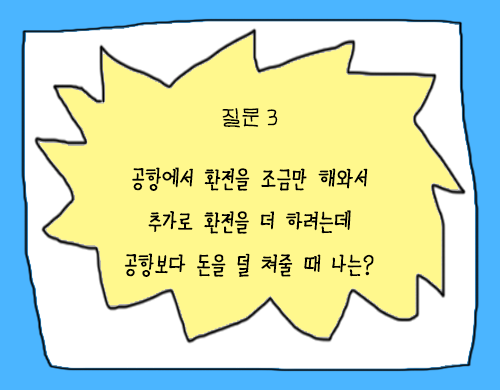 질문 3
공항에서 환전을 조금만 해와서
추가로 환전을 더 하려는데
공항보다 돈을 덜 쳐줄 때 나는?